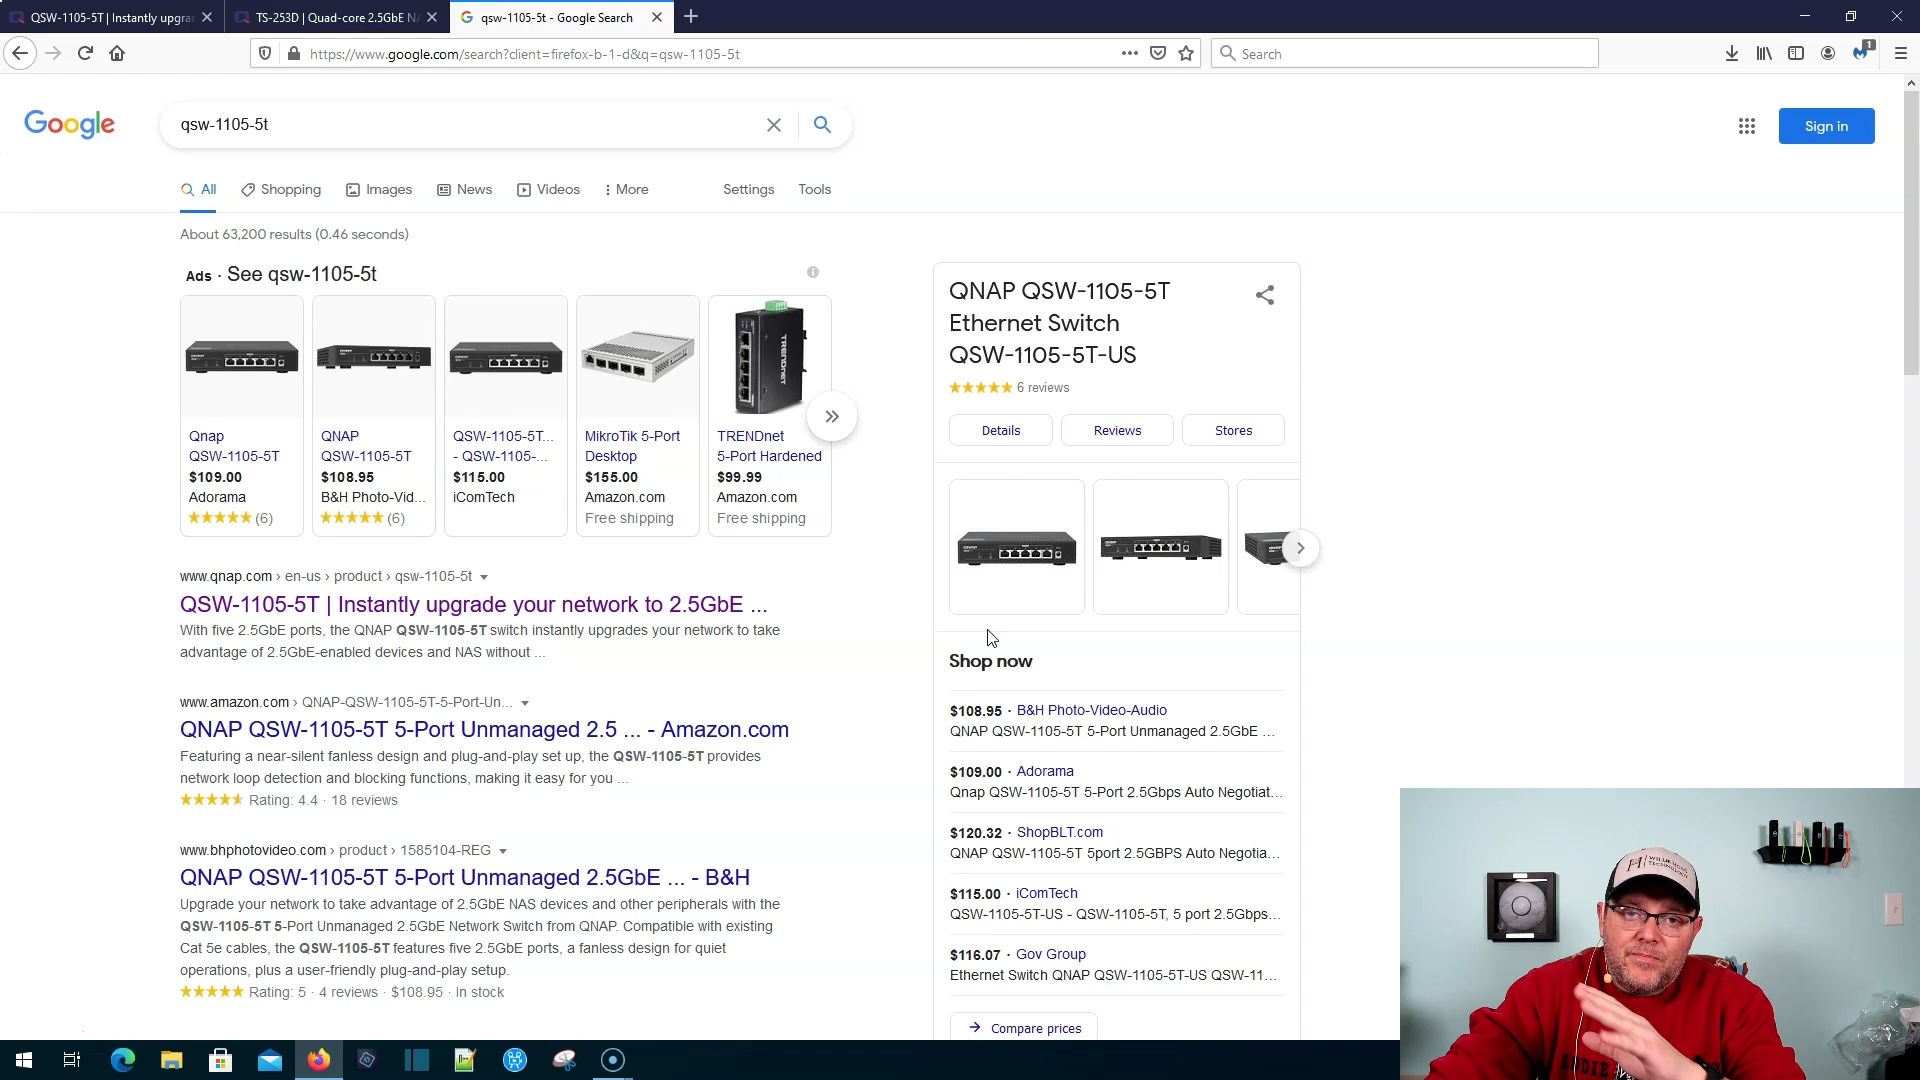 QSW-1105-5T | Instantly upgra
TS-253D | Quad-core 2.5GbE N
qsw-1105-5t - Google Search
https://www.google.com/search?client=firefox-b-1-d&q=qsw-1105-5t
Search
1
Google
qsw-1105-5t
Sign in
All
Shopping
Images
News
Videos
More
Settings
Tools
About 63,200 results (0.46 seconds)
Ads · See qsw-1105-5t
Qnap
QSW-1105-5T
$109.00
Adorama
(6)
QNAP
QSW-1105-5T
$108.95
B&H Photo-Vid...
(6)
QSW-1105-5T...
- QSW-1105-...
$115.00
iComTech
MikroTik 5-Port
Desktop
$155.00
Amazon.com
Free shipping
TRENDnet
TRENDnet
5-Port Hardened
$99.99
Amazon.com
Free shipping
www.qnap.com › en-us › product › qsw-1105-5t
QSW-1105-5T | Instantly upgrade your network to 2.5GbE ...
With five 2.5GbE ports, the QNAP QSW-1105-5T switch instantly upgrades your network to take
advantage of 2.5GbE-enabled devices and NAS without ...
www.amazon.com › QNAP-QSW-1105-5T-5-Port-Un...
QNAP QSW-1105-5T 5-Port Unmanaged 2.5 ... - Amazon.com
Featuring a near-silent fanless design and plug-and-play set up, the QSW-1105-5T provides
network loop detection and blocking functions, making it easy for you ...
Rating: 4.4 · 18 reviews
www.bhphotovideo.com › product › 1585104-REG
QNAP QSW-1105-5T 5-Port Unmanaged 2.5GbE ... - B&H
Upgrade your network to take advantage of 2.5GbE NAS devices and other peripherals with the
QSW-1105-5T 5-Port Unmanaged 2.5GbE Network Switch from QNAP. Compatible with existing
Cat 5e cables, the QSW-1105-5T features five 2.5GbE ports, a fanless design for quiet
operations, plus a user-friendly plug-and-play setup.
Rating: 5 · 4 reviews · $108.95 · In stock
QNAP QSW-1105-5T
Ethernet Switch
QSW-1105-5T-US
6 reviews
Details
Reviews
Stores
Shop now
$108.95 · B&H Photo-Video-Audio
QNAP QSW-1105-5T 5-Port Unmanaged 2.5GbE ...
$109.00 · Adorama
Qnap QSW-1105-5T 5-Port 2.5Gbps Auto Negotiat...
$120.32 · ShopBLT.com
QNAP QSW-1105-5T 5port 2.5GBPS Auto Negotia...
$115.00 · iComTech
QSW-1105-5T-US - QSW-1105-5T, 5 port 2.5Gbps...
$116.07 · Gov Group
Ethernet Switch QNAP QSW-1105-5T-US QSW-11...
Compare prices
WILLIE HOWE
TECHNOLOGY